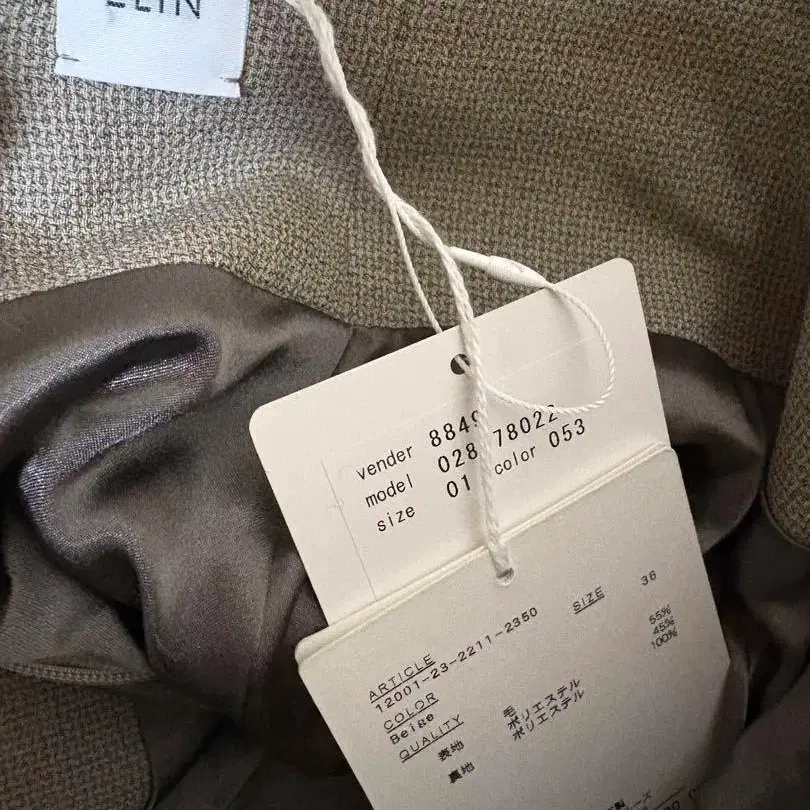 ELIN
vender 8849
model 028 78022
size 01 color 053
ARTICLE SIZE 36
12001-23-2211-2350
COLOR
Beige
QUALITY
表地 毛 55%
ポリエステル 45%
裏地 ポリエステル 100%